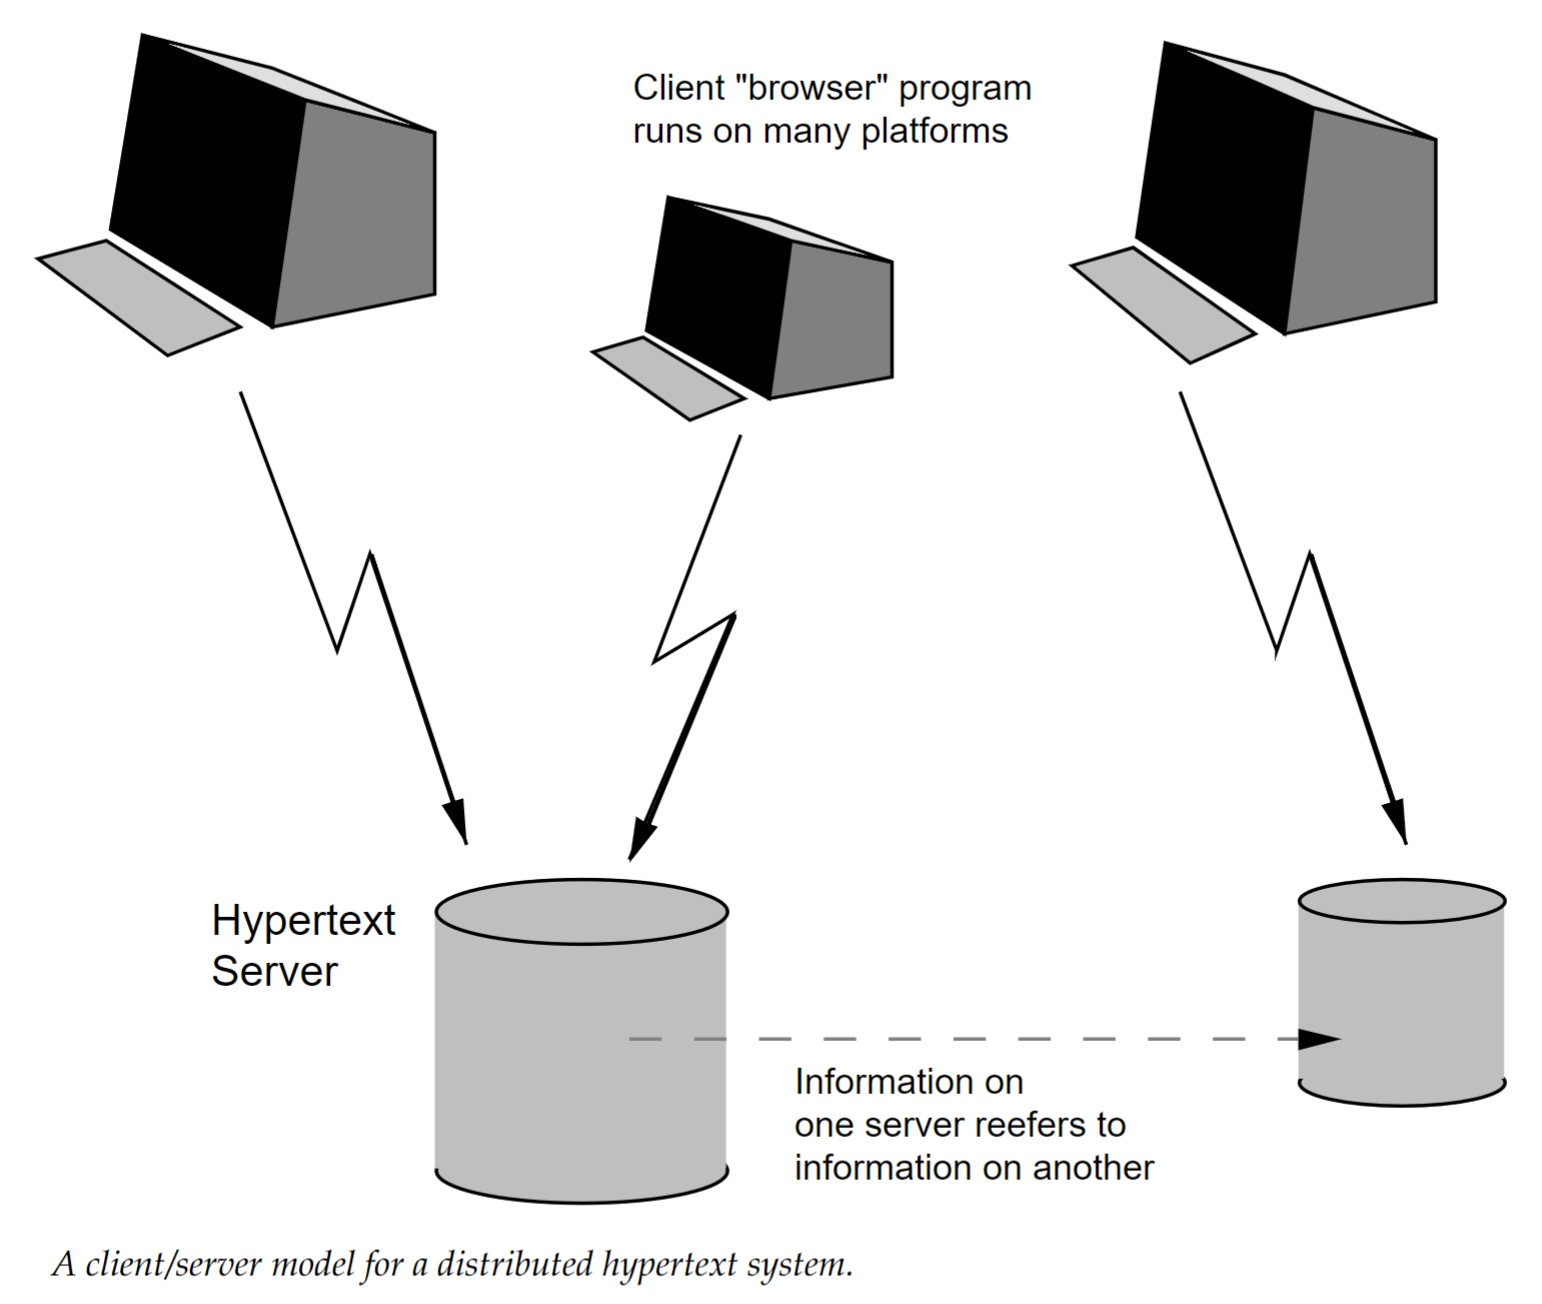 Client "browser" program
runs on many platforms
Hypertext
Server
Information on
one server reefers to
information on another
A client/server model for a distributed hypertext system.